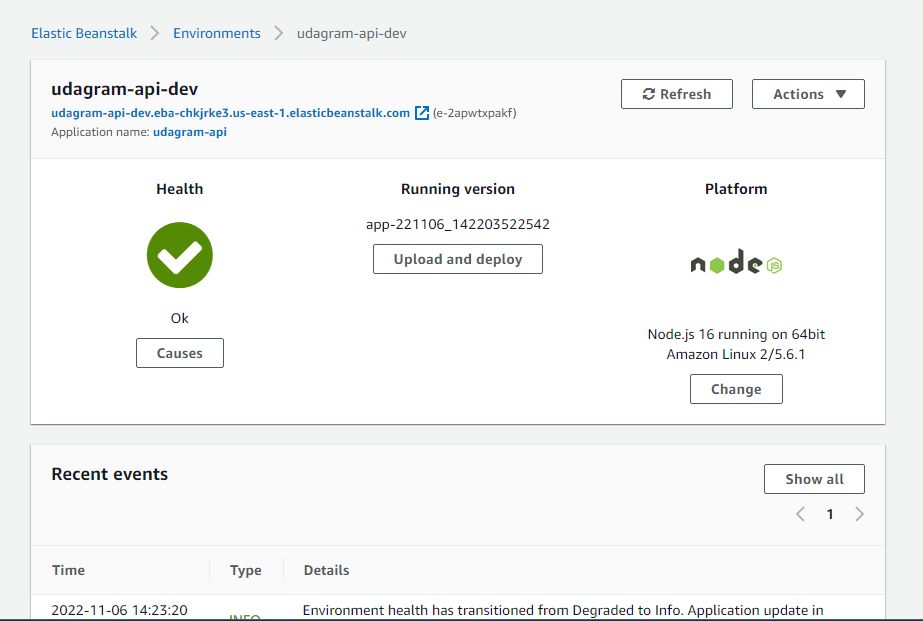 Elastic Beanstalk > Environments > udagram-api-dev
udagram-api-dev
Refresh
Actions
udagram-api-dev.eba-chkjrke3.us-east-1.elasticbeanstalk.com (e-2apwtxpakf)
Application name: udagram-api
Health
Running version
Platform
app-221106_142203522542
Upload and deploy
node JS
Ok
Causes
Node.js 16 running on 64bit
Amazon Linux 2/5.6.1
Change
Recent events
Show all
1
Time Type Details
2022-11-06 14:23:20 INFO Environment health has transitioned from Degraded to Info. Application update in